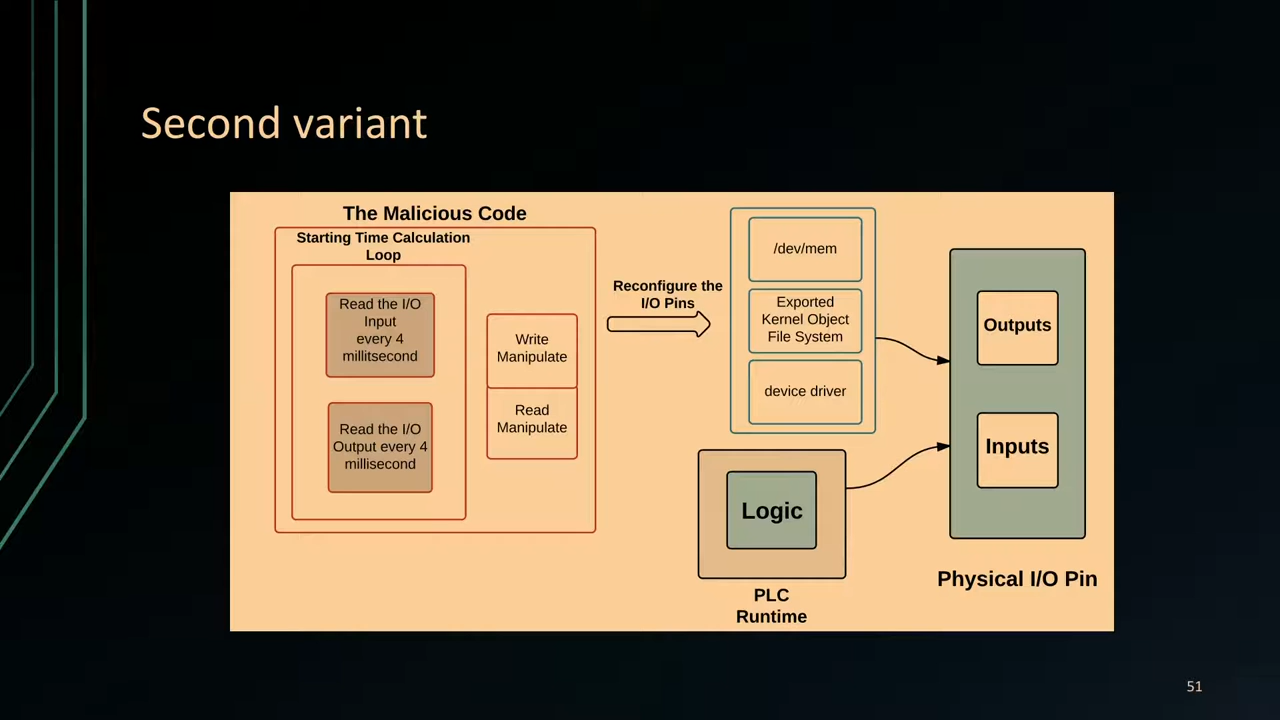 Second variant
The Malicious Code
Starting Time Calculation
Loop
Read the I/O
Input
every 4
millitsecond
Read the I/O
Output every 4
millisecond
Write
Manipulate
Read
Manipulate
Reconfigure the
I/O Pins
/dev/mem
Exported
Kernel Object
File System
device driver
Logic
PLC
Runtime
Outputs
Inputs
Physical I/O Pin
51